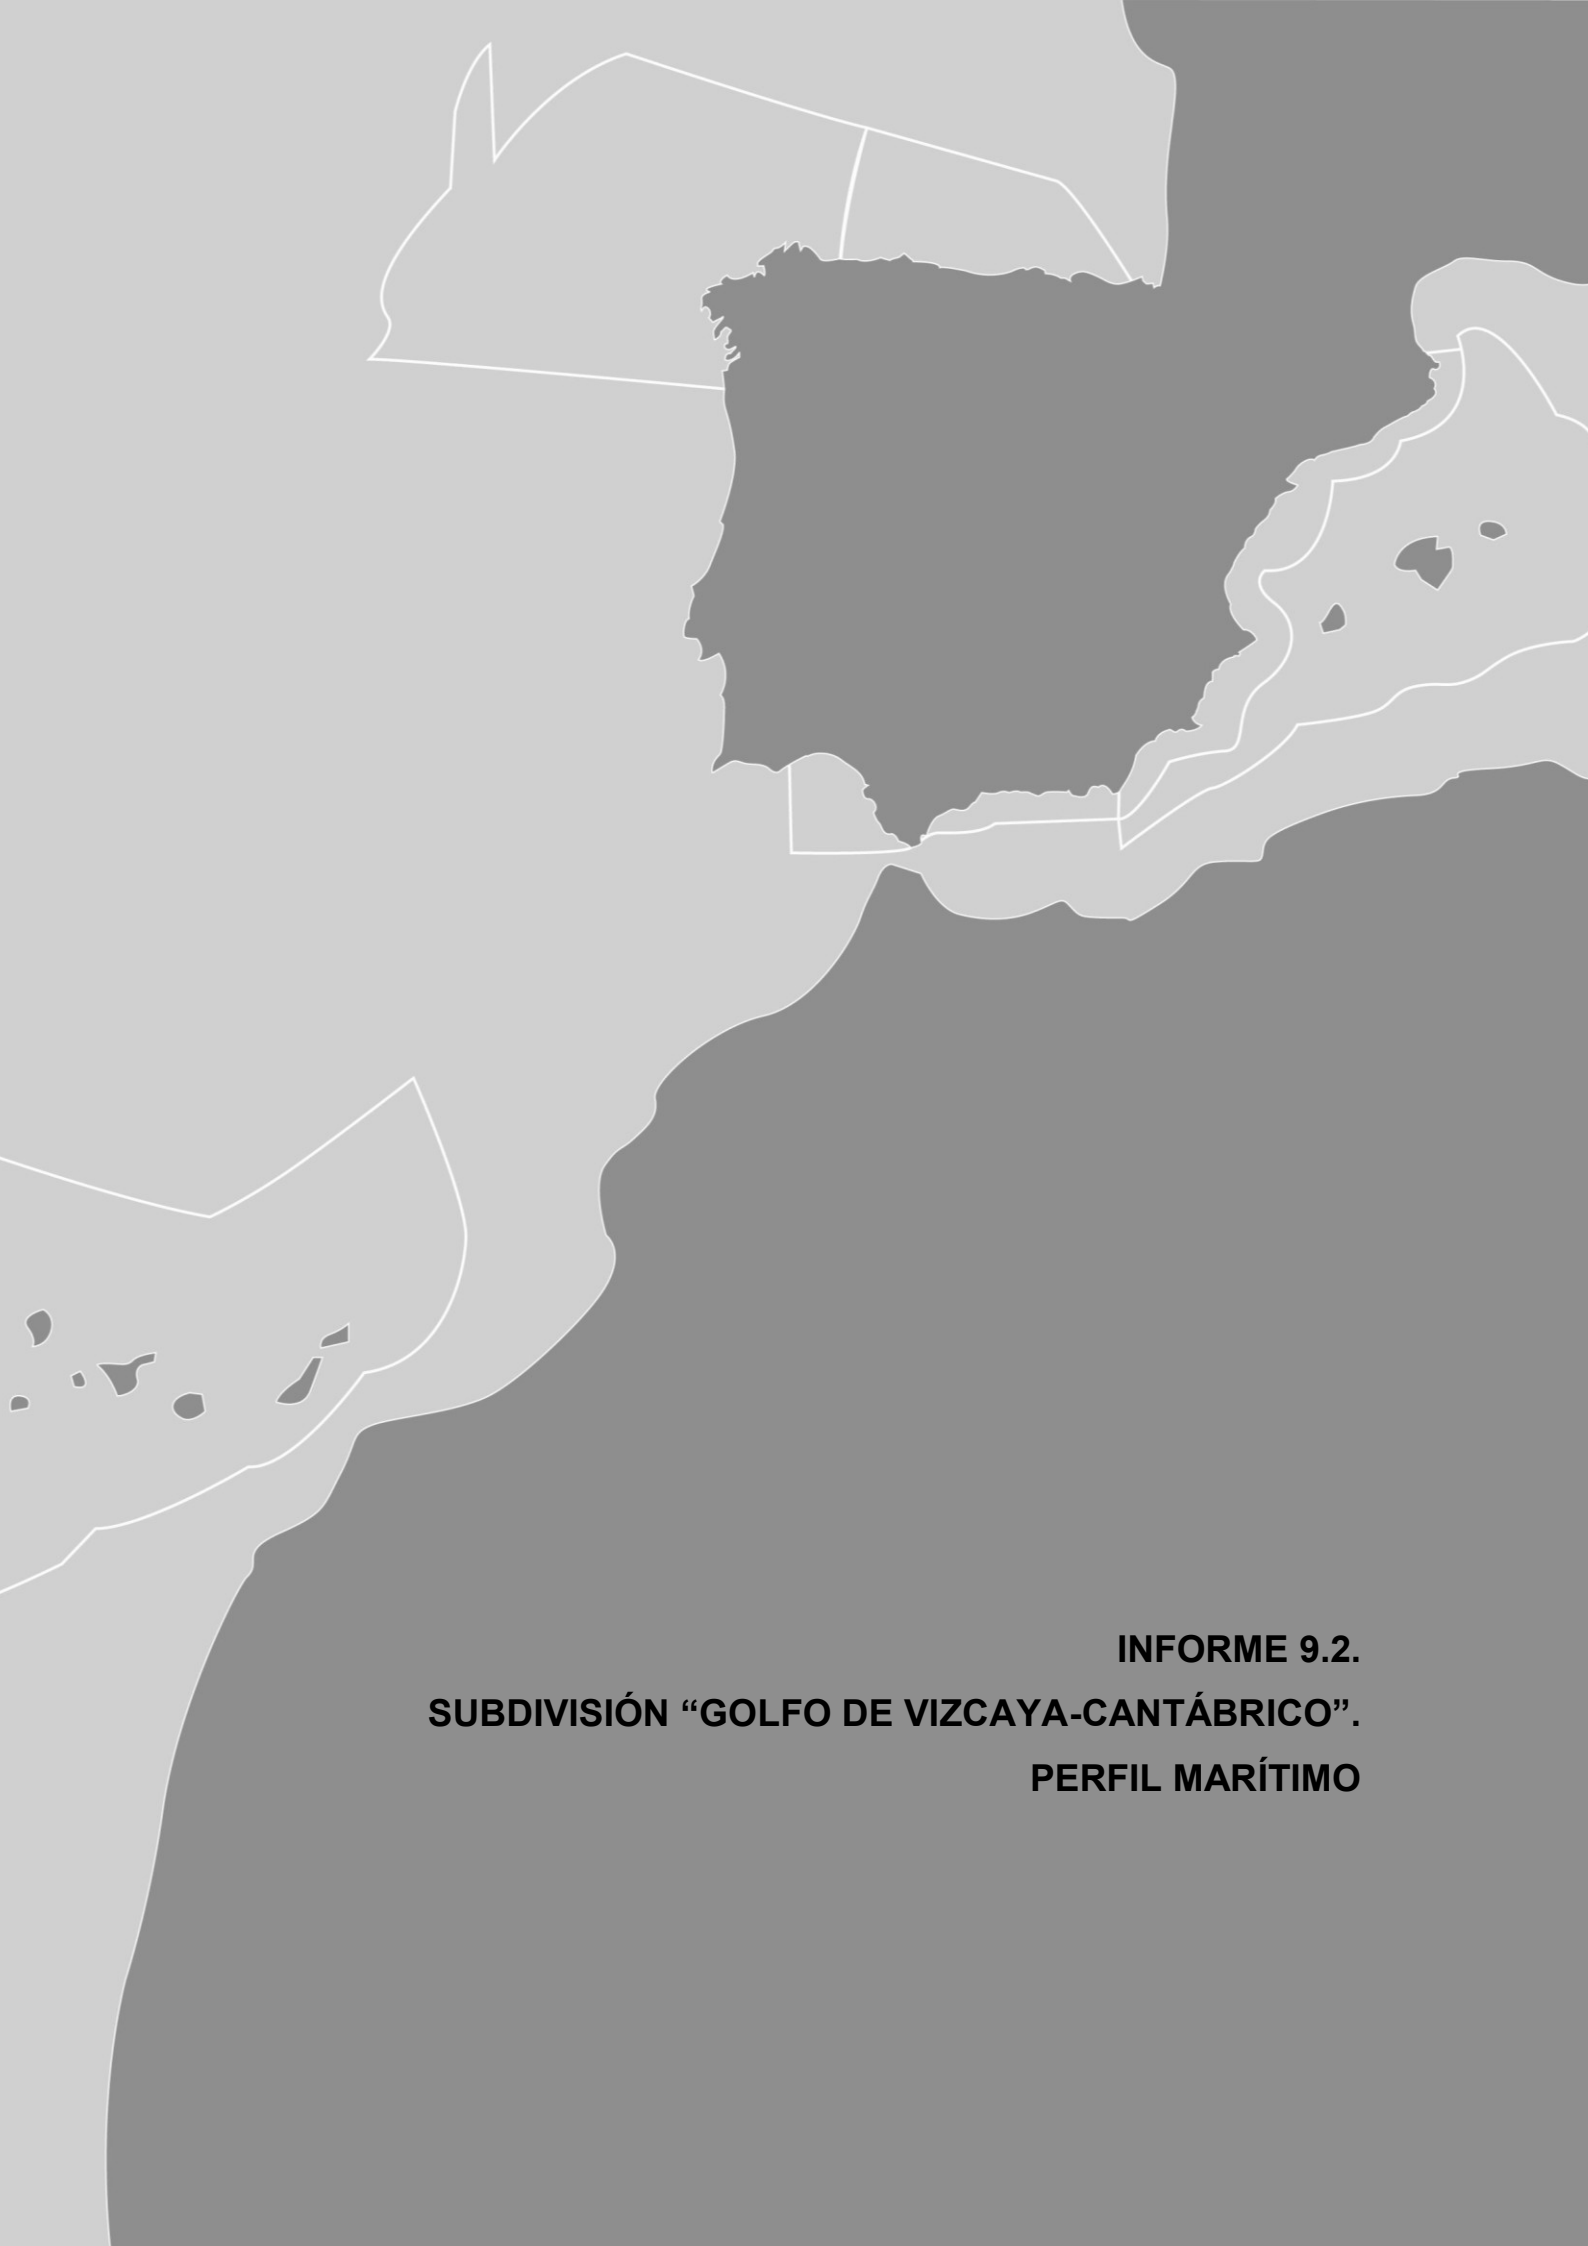 INFORME 9.2.
SUBDIVISIÓN “GOLFO DE VIZCAYA-CANTÁBRICO”.
PERFIL MARÍTIMO